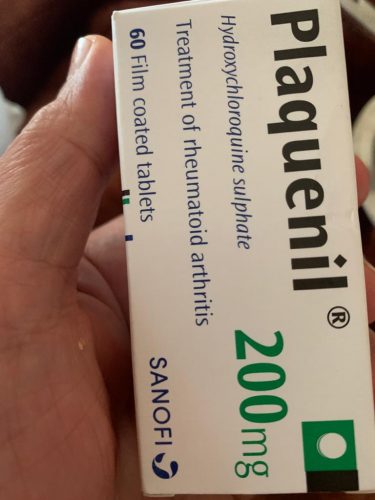 Plaquenil®
200mg
Hydroxychloroquine sulphate
Treatment of rheumatoid arthritis
60 Film coated tablets
SANOFI